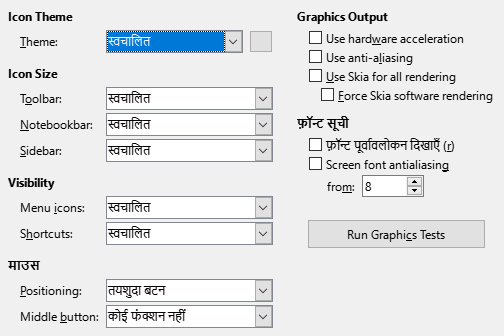 Icon Theme
Theme: स्वचालित
Icon Size
Toolbar: स्वचालित
Notebookbar: स्वचालित
Sidebar: स्वचालित
Visibility
Menu icons: स्वचालित
Shortcuts: स्वचालित
माउस
Positioning: तयशुदा बटन
Middle button: कोई फंक्शन नहीं
Graphics Output
Use hardware acceleration
Use anti-aliasing
Use Skia for all rendering
Force Skia software rendering
फ़ॉन्ट सूची
फ़ॉन्ट पूर्वावलोकन दिखाएँ (r)
Screen font antialiasing
from: 8
Run Graphics Tests